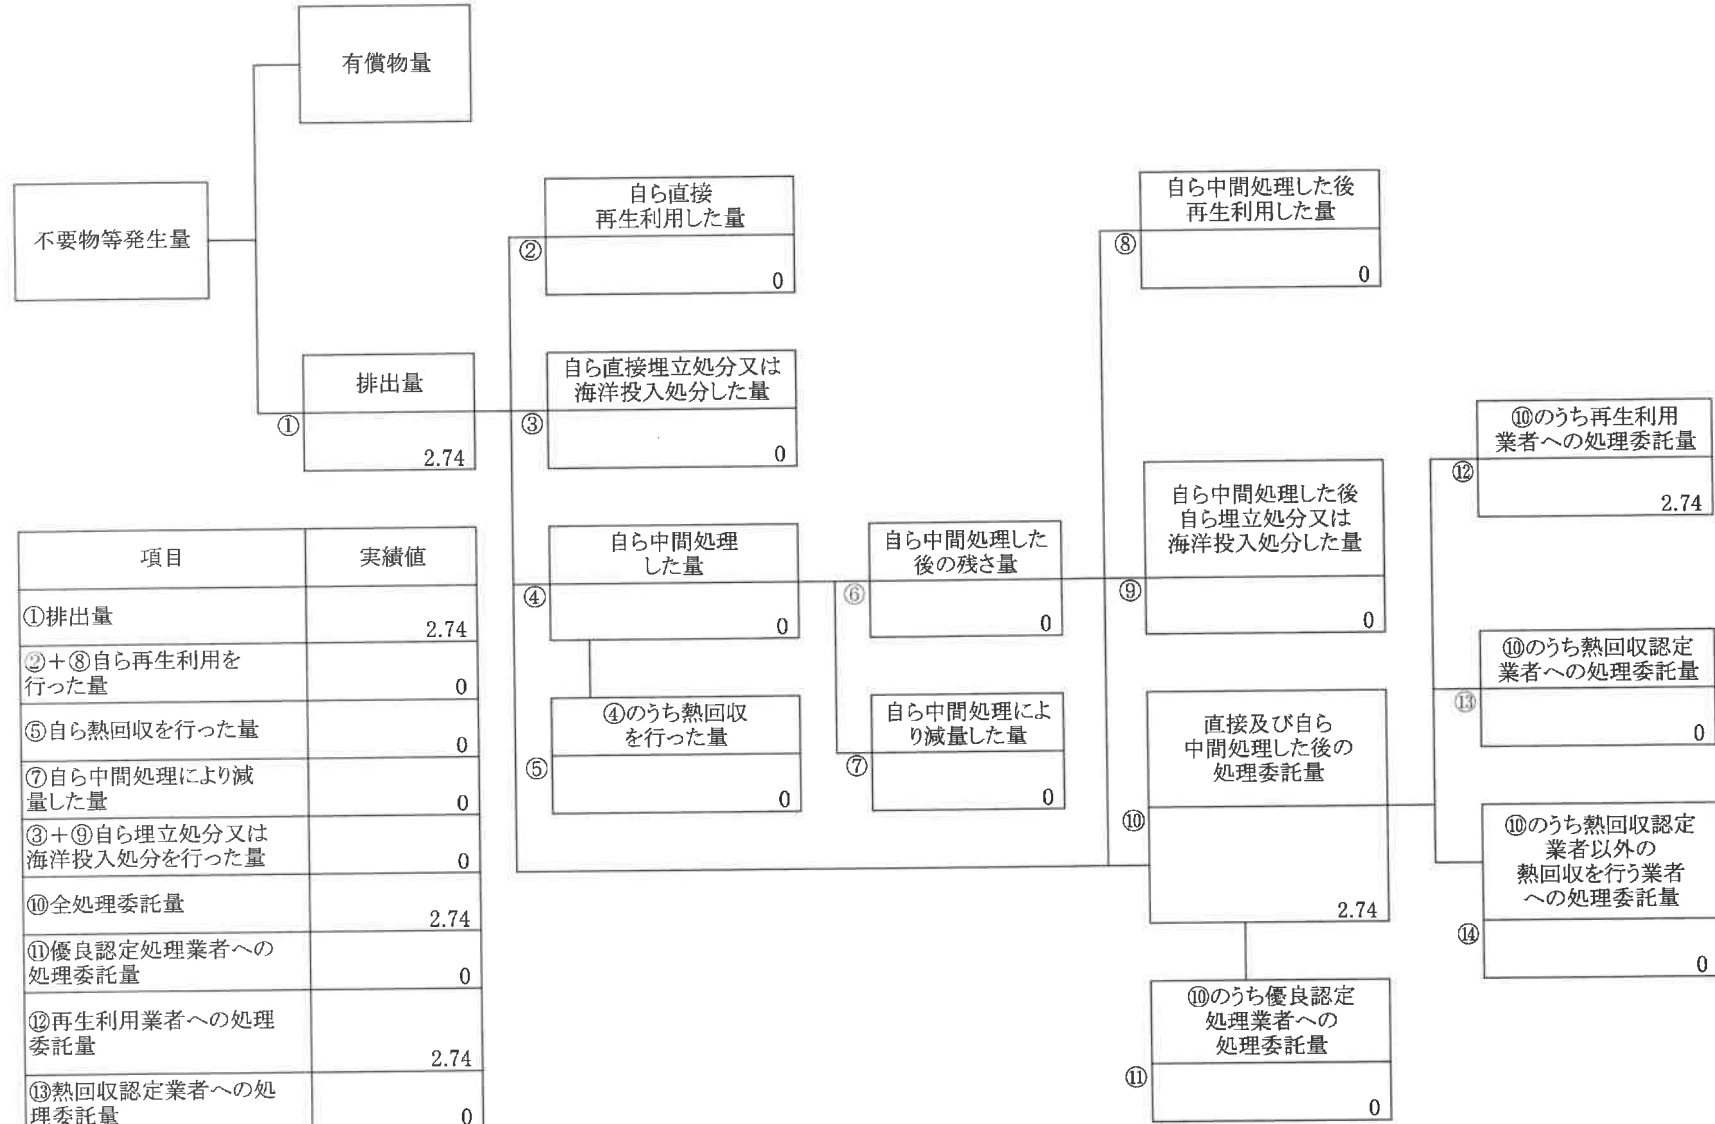 有償物量
不要物等発生量
排出量
①
2.74
自ら直接
再生利用した量
②
0
自ら直接埋立処分又は
海洋投入処分した量
③
0
自ら中間処理
した量
④
0
④のうち熱回収
を行った量
⑤
0
自ら中間処理した
後の残さ量
⑥
0
自ら中間処理によ
り減量した量
⑦
0
自ら中間処理した後
再生利用した量
⑧
0
自ら中間処理した後
自ら埋立処分又は
海洋投入処分した量
⑨
0
直接及び自ら
中間処理した後の
処理委託量
⑩
2.74
⑩のうち優良認定
処理業者への
処理委託量
⑪
0
⑩のうち再生利用
業者への処理委託量
⑫
2.74
⑩のうち熱回収認定
業者への処理委託量
⑬
0
⑩のうち熱回収認定
業者以外の
熱回収を行う業者
への処理委託量
⑭
0
項目 実績値
①排出量
2.74
②+⑧自ら再生利用を
行った量 0
⑤自ら熱回収を行った量
0
⑦自ら中間処理により減
量した量 0
③+⑨自ら埋立処分又は
海洋投入処分を行った量 0
⑩全処理委託量
2.74
⑪優良認定処理業者への
処理委託量 0
⑫再生利用業者への処理
委託量 2.74
⑬熱回収認定業者への処
理委託量 0